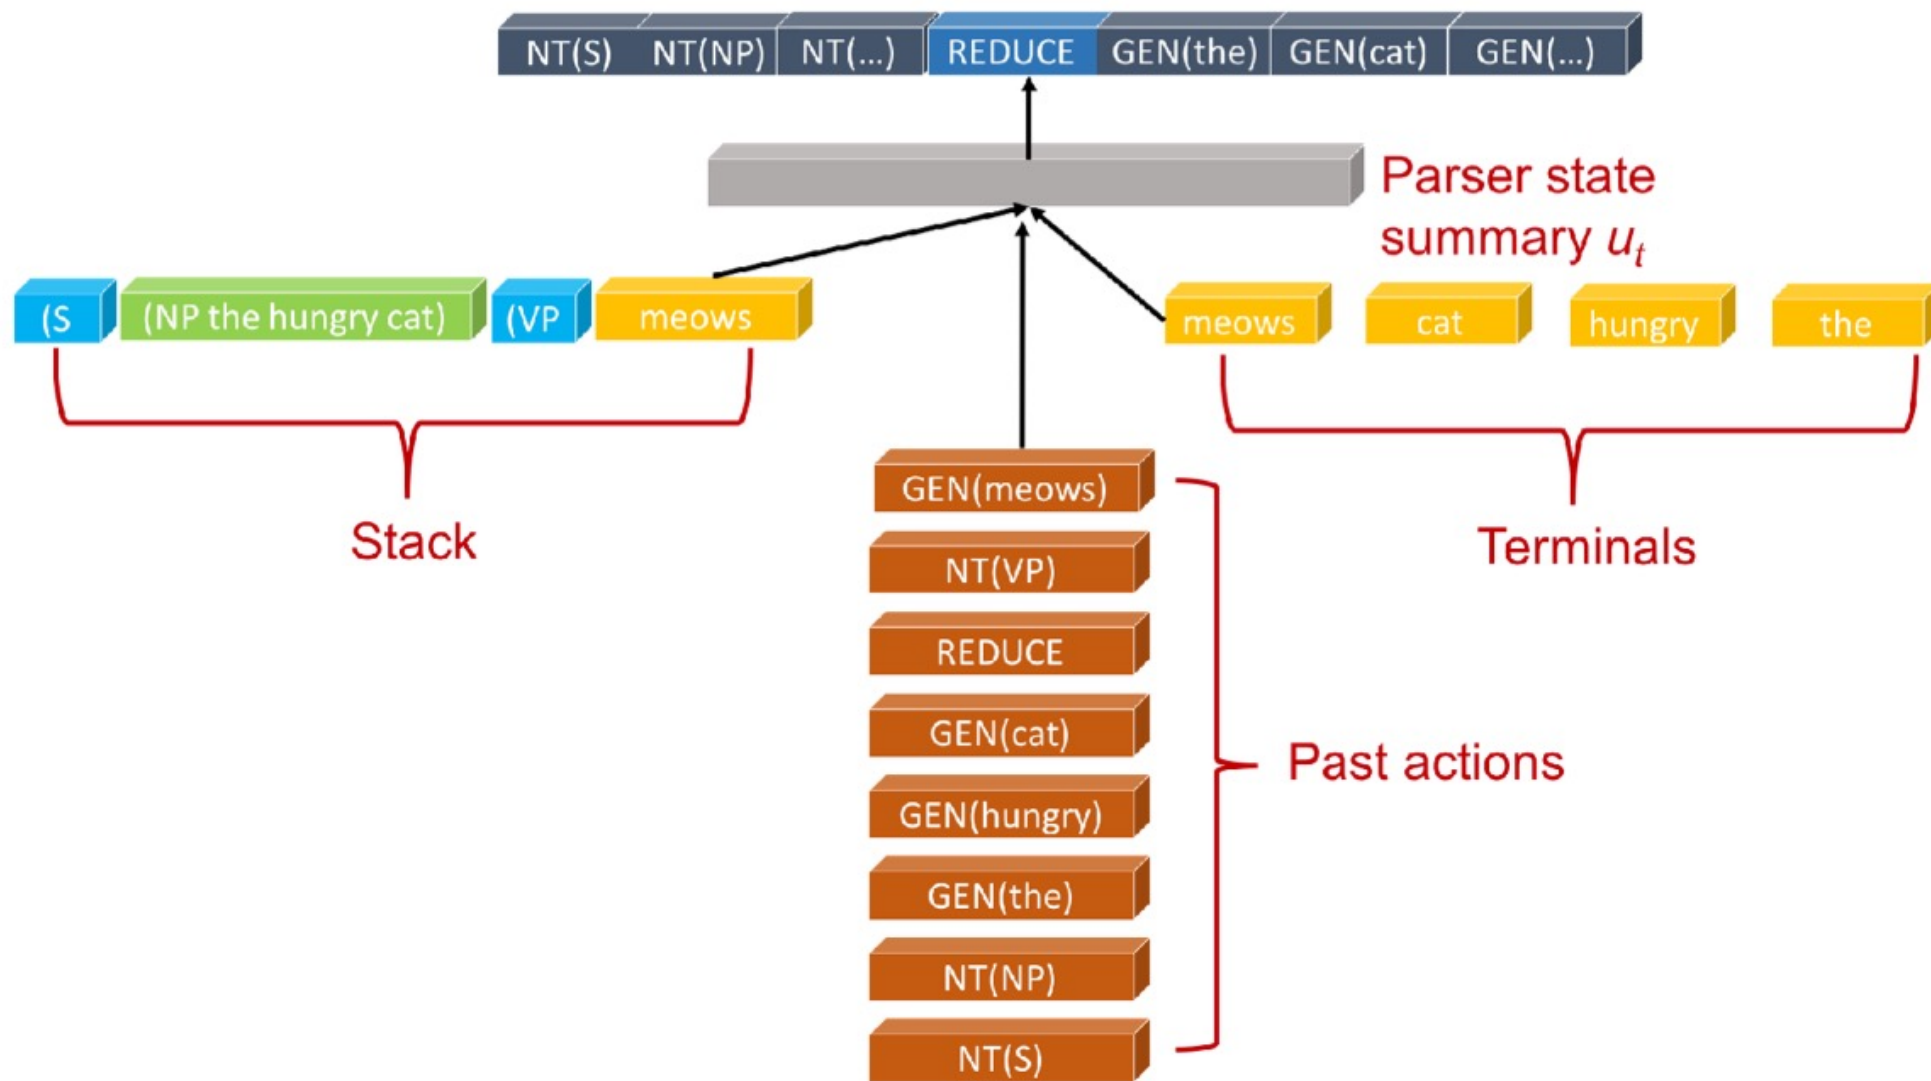 NT(S) NT(NP) NT(...) REDUCE GEN(the) GEN(cat) GEN(...)
Parser state
summary u_t
(S (NP the hungry cat) (VP meows
meows cat hungry the
Stack
Terminals
GEN(meows)
NT(VP)
REDUCE
GEN(cat)
GEN(hungry)
GEN(the)
NT(NP)
NT(S)
Past actions